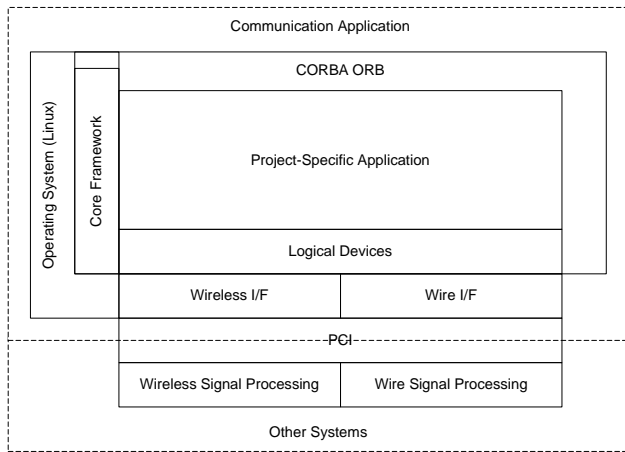 Communication Application
CORBA ORB
Operating System (Linux)
Core Framework
Project-Specific Application
Logical Devices
Wireless I/F
Wire I/F
PCI
Wireless Signal Processing
Wire Signal Processing
Other Systems